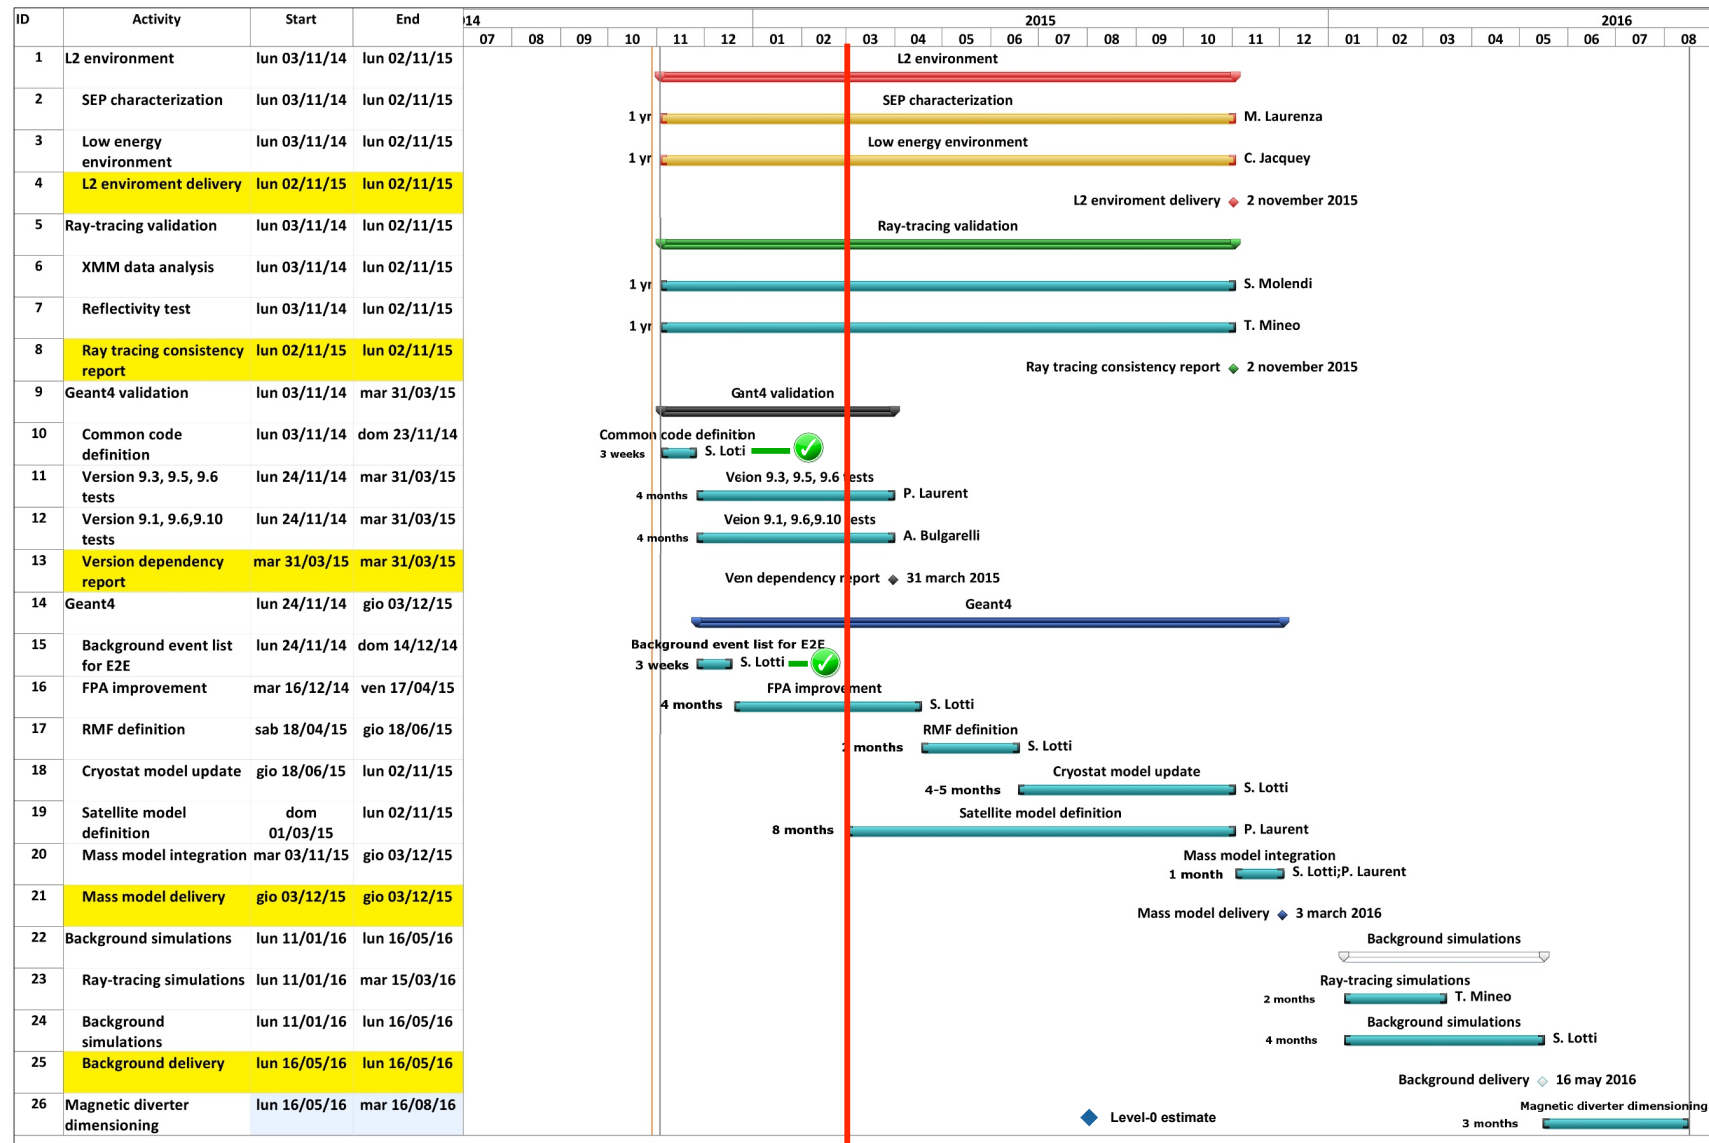 ID Activity Start End 014 2015 2016
07 08 09 10 11 12 01 02 03 04 05 06 07 08 09 10 11 12 01 02 03 04 05 06 07 08
1 L2 environment lun 03/11/14 lun 02/11/15 L2 environment
2 SEP characterization lun 03/11/14 lun 02/11/15 SEP characterization
1 yr M. Laurenza
3 Low energy lun 03/11/14 lun 02/11/15 Low energy environment
environment 1 yr C. Jacquey
4 L2 enviroment delivery lun 02/11/15 lun 02/11/15
L2 enviroment delivery 2 november 2015
5 Ray-tracing validation lun 03/11/14 lun 02/11/15 Ray-tracing validation
6 XMM data analysis lun 03/11/14 lun 02/11/15
1 yr S. Molendi
7 Reflectivity test lun 03/11/14 lun 02/11/15
1 yr T. Mineo
8 Ray tracing consistency lun 02/11/15 lun 02/11/15
report Ray tracing consistency report 2 november 2015
9 Geant4 validation lun 03/11/14 mar 31/03/15 Gant4 validation
10 Common code lun 03/11/14 dom 23/11/14 Common code definition
definition 3 weeks S. Lotti
11 Version 9.3, 9.5, 9.6 lun 24/11/14 mar 31/03/15 Veion 9.3, 9.5, 9.6 tests
tests 4 months P. Laurent
12 Version 9.1, 9.6,9.10 lun 24/11/14 mar 31/03/15 Veion 9.1, 9.6,9.10 tests
tests 4 months A. Bulgarelli
13 Version dependency mar 31/03/15 mar 31/03/15
report Veon dependency report 31 march 2015
14 Geant4 lun 24/11/14 gio 03/12/15 Geant4
15 Background event list lun 24/11/14 dom 14/12/14 Background event list for E2E
for E2E 3 weeks S. Lotti
16 FPA improvement mar 16/12/14 ven 17/04/15 FPA improvement
4 months S. Lotti
17 RMF definition sab 18/04/15 gio 18/06/15 RMF definition
2 months S. Lotti
18 Cryostat model update gio 18/06/15 lun 02/11/15 Cryostat model update
4-5 months S. Lotti
19 Satellite model dom lun 02/11/15 Satellite model definition
definition 01/03/15 8 months P. Laurent
20 Mass model integration mar 03/11/15 gio 03/12/15 Mass model integration
1 month S. Lotti;P. Laurent
21 Mass model delivery gio 03/12/15 gio 03/12/15
Mass model delivery 3 march 2016
22 Background simulations lun 11/01/16 lun 16/05/16 Background simulations
23 Ray-tracing simulations lun 11/01/16 mar 15/03/16 Ray-tracing simulations
2 months T. Mineo
24 Background lun 11/01/16 lun 16/05/16 Background simulations
simulations 4 months S. Lotti
25 Background delivery lun 16/05/16 lun 16/05/16
Background delivery 16 may 2016
26 Magnetic diverter lun 16/05/16 mar 16/08/16 Magnetic diverter dimensioning
dimensioning Level-0 estimate 3 months